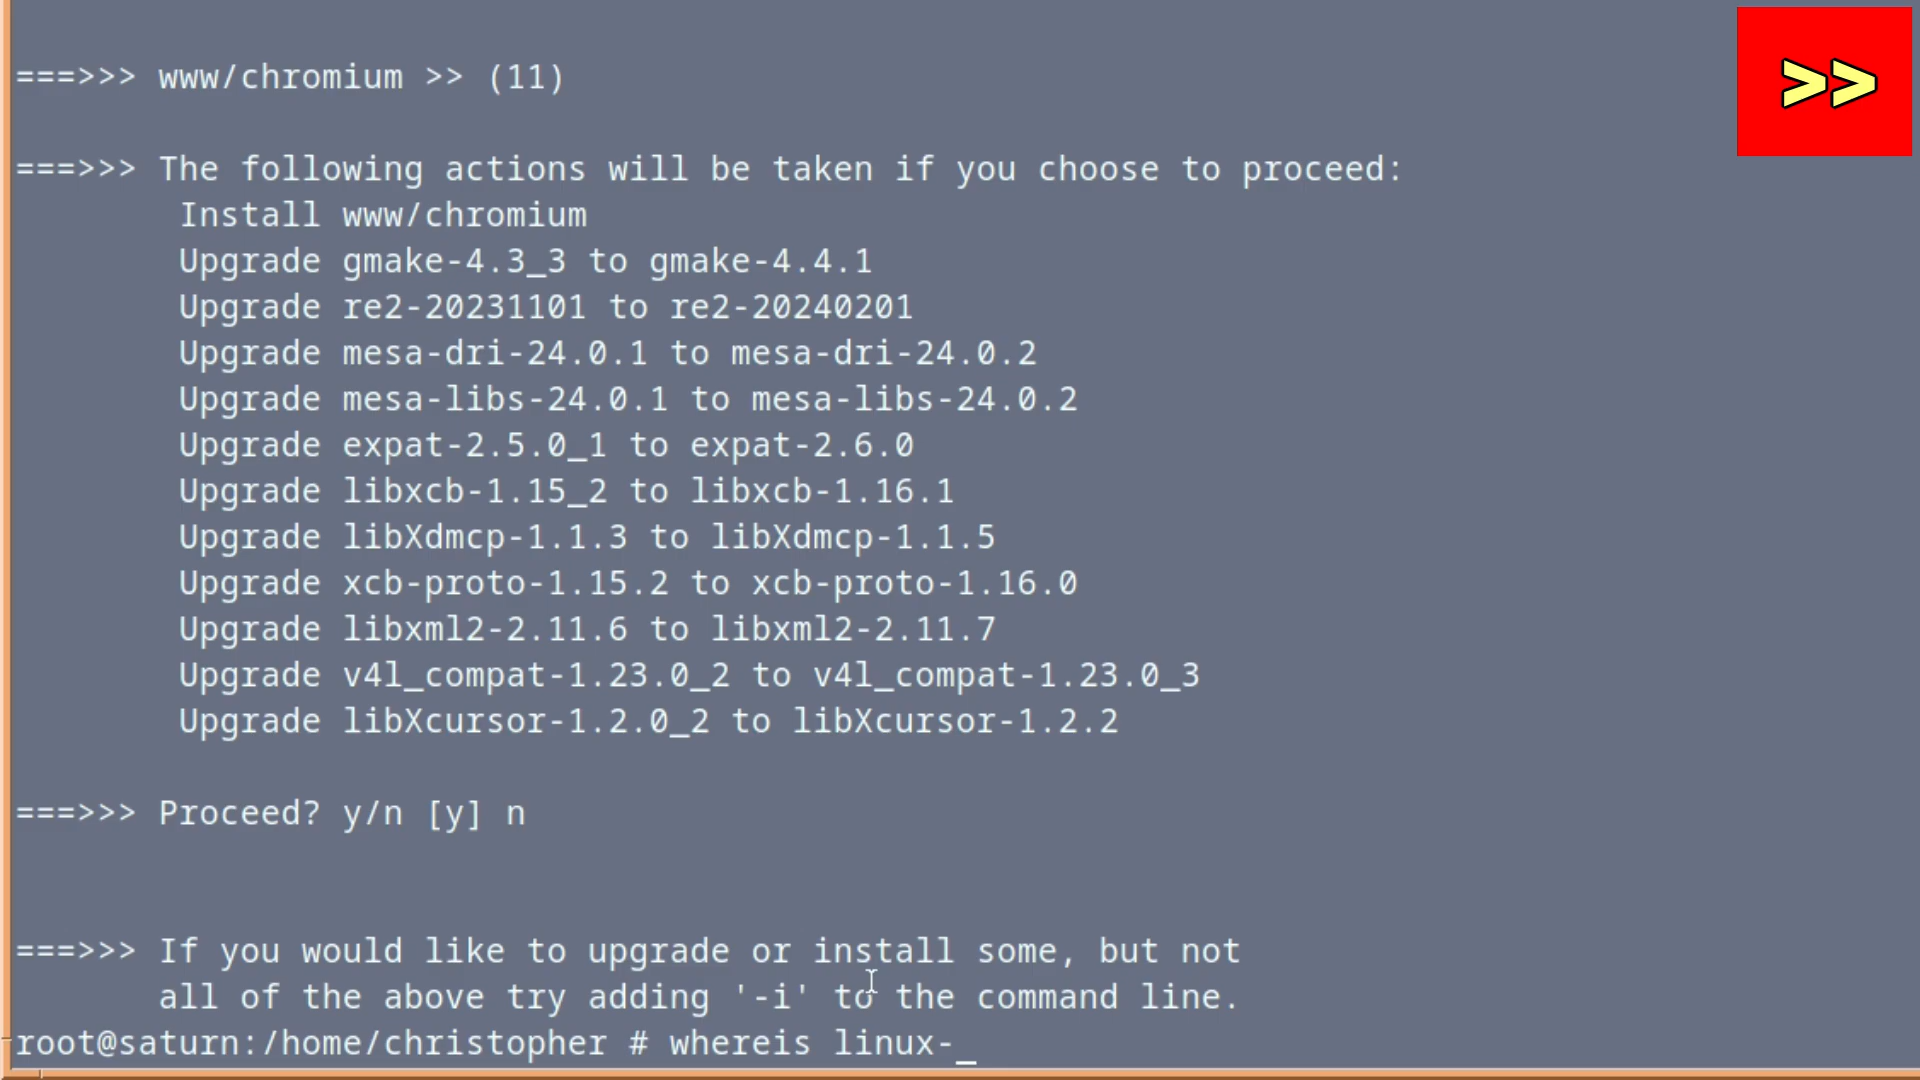 ===>>> www/chromium >> (11)
>>
===>>> The following actions will be taken if you choose to proceed:
Install www/chromium
Upgrade gmake-4.3_3 to gmake-4.4.1
Upgrade re2-20231101 to re2-20240201
Upgrade mesa-dri-24.0.1 to mesa-dri-24.0.2
Upgrade mesa-libs-24.0.1 to mesa-libs-24.0.2
Upgrade expat-2.5.0_1 to expat-2.6.0
Upgrade libxcb-1.15_2 to libxcb-1.16.1
Upgrade libXdmcp-1.1.3 to libXdmcp-1.1.5
Upgrade xcb-proto-1.15.2 to xcb-proto-1.16.0
Upgrade libxml2-2.11.6 to libxml2-2.11.7
Upgrade v4l_compat-1.23.0_2 to v4l_compat-1.23.0_3
Upgrade libXcursor-1.2.0_2 to libXcursor-1.2.2
===>>> Proceed? y/n [y] n
===>>> If you would like to upgrade or install some, but not
all of the above try adding '-i' to the command line.
root@saturn:/home/christopher # whereis linux-_